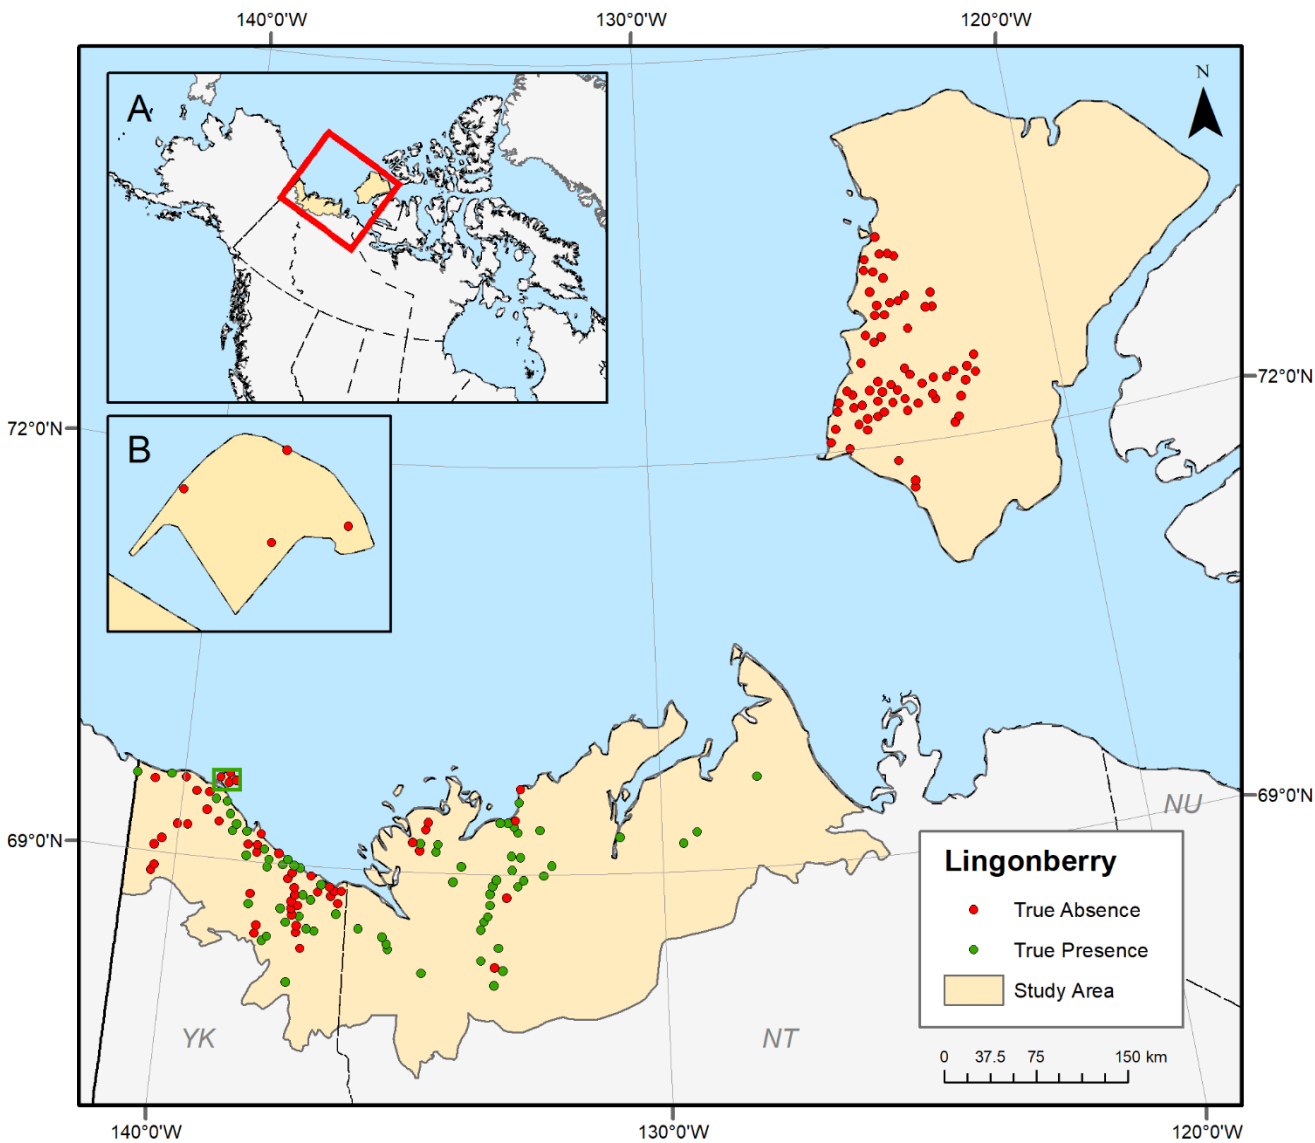 140°0'W 130°0'W 120°0'W
N
A
B
72°0'N
72°0'N
69°0'N
69°0'N
NU
YK
NT
Lingonberry
True Absence
True Presence
Study Area
0 37.5 75 150 km
140°0'W 130°0'W 120°0'W